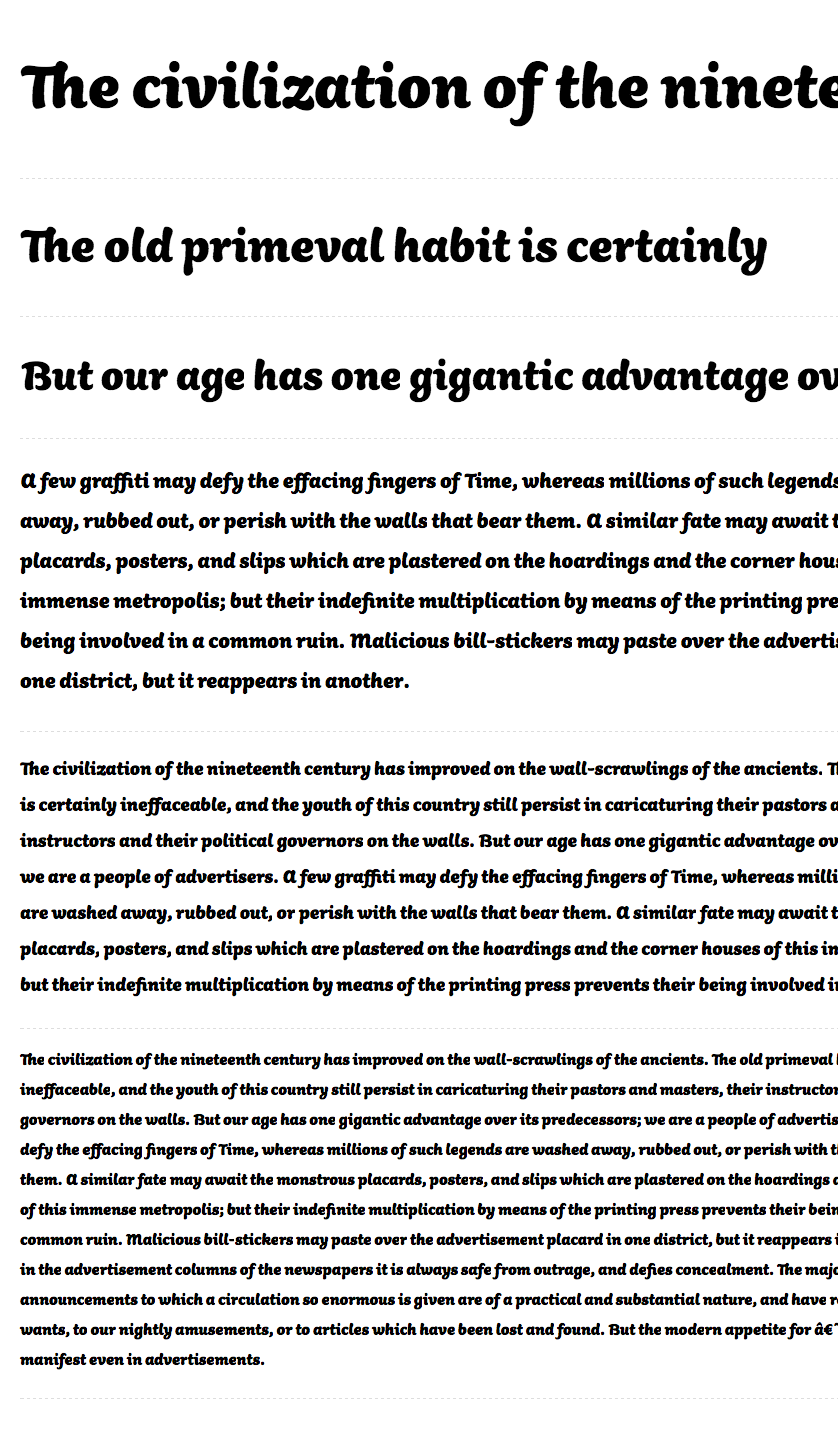 The civilization of the ninete
The old primeval habit is certainly
But our age has one gigantic advantage ov
A few graffiti may defy the effacing fingers of Time, whereas millions of such legends
away, rubbed out, or perish with the walls that bear them. A similar fate may await t
placards, posters, and slips which are plastered on the hoardings and the corner hous
immense metropolis; but their indefinite multiplication by means of the printing pre
being involved in a common ruin. Malicious bill-stickers may paste over the advertis
one district, but it reappears in another.
The civilization of the nineteenth century has improved on the wall-scrawlings of the ancients. Th
is certainly ineffaceable, and the youth of this country still persist in caricaturing their pastors a
instructors and their political governors on the walls. But our age has one gigantic advantage ov
we are a people of advertisers. A few graffiti may defy the effacing fingers of Time, whereas milli
are washed away, rubbed out, or perish with the walls that bear them. A similar fate may await t
placards, posters, and slips which are plastered on the hoardings and the corner houses of this im
but their indefinite multiplication by means of the printing press prevents their being involved in
The civilization of the nineteenth century has improved on the wall-scrawlings of the ancients. The old primeval
ineffaceable, and the youth of this country still persist in caricaturing their pastors and masters, their instructor
governors on the walls. But our age has one gigantic advantage over its predecessors; we are a people of advertis
defy the effacing fingers of Time, whereas millions of such legends are washed away, rubbed out, or perish with th
them. A similar fate may await the monstrous placards, posters, and slips which are plastered on the hoardings a
of this immense metropolis; but their indefinite multiplication by means of the printing press prevents their bein
common ruin. Malicious bill-stickers may paste over the advertisement placard in one district, but it reappears i
in the advertisement columns of the newspapers it is always safe from outrage, and defies concealment. The majo
announcements to which a circulation so enormous is given are of a practical and substantial nature, and have r
wants, to our nightly amusements, or to articles which have been lost and found. But the modern appetite for â€˜
manifest even in advertisements.